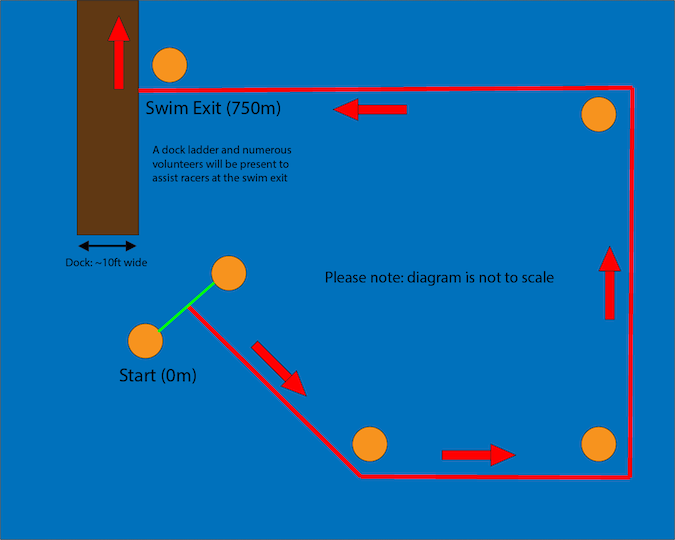 Swim Exit (750m)
A dock ladder and numerous
volunteers will be present to
assist racers at the swim exit
Dock: ~10ft wide
Please note: diagram is not to scale
Start (0m)